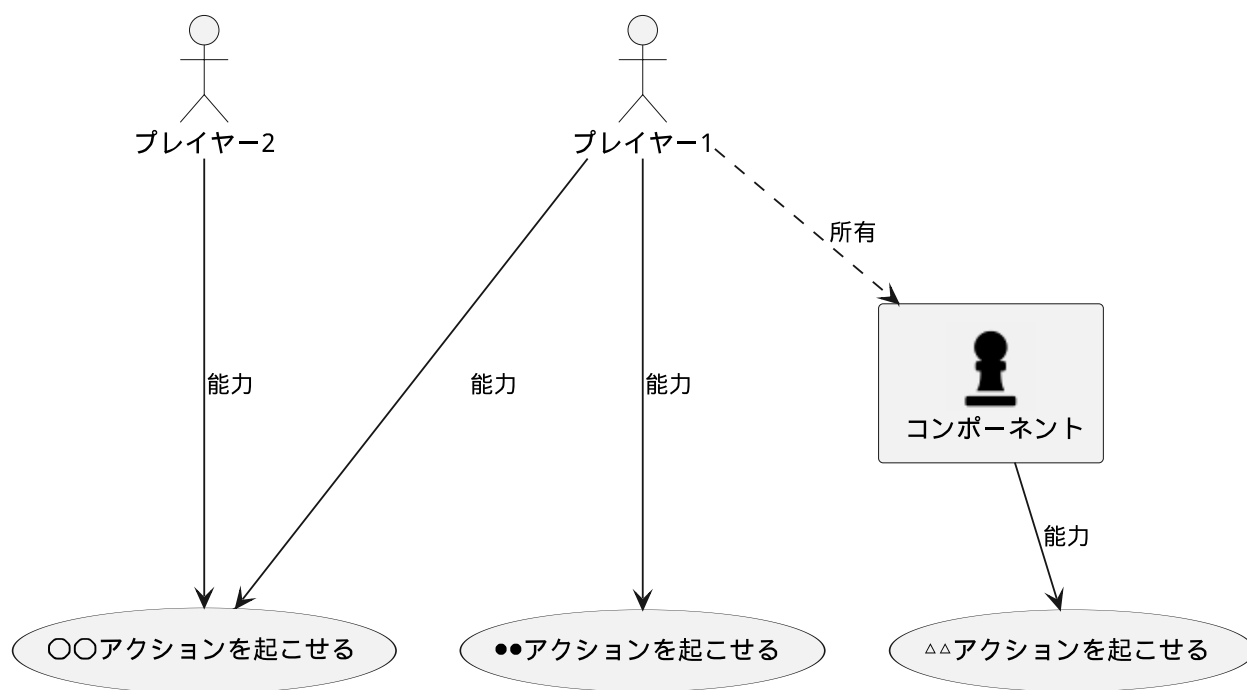 プレイヤー2
プレイヤー1
所有
能力
能力
能力
コンポーネント
能力
〇〇アクションを起こせる
●●アクションを起こせる
△△アクションを起こせる